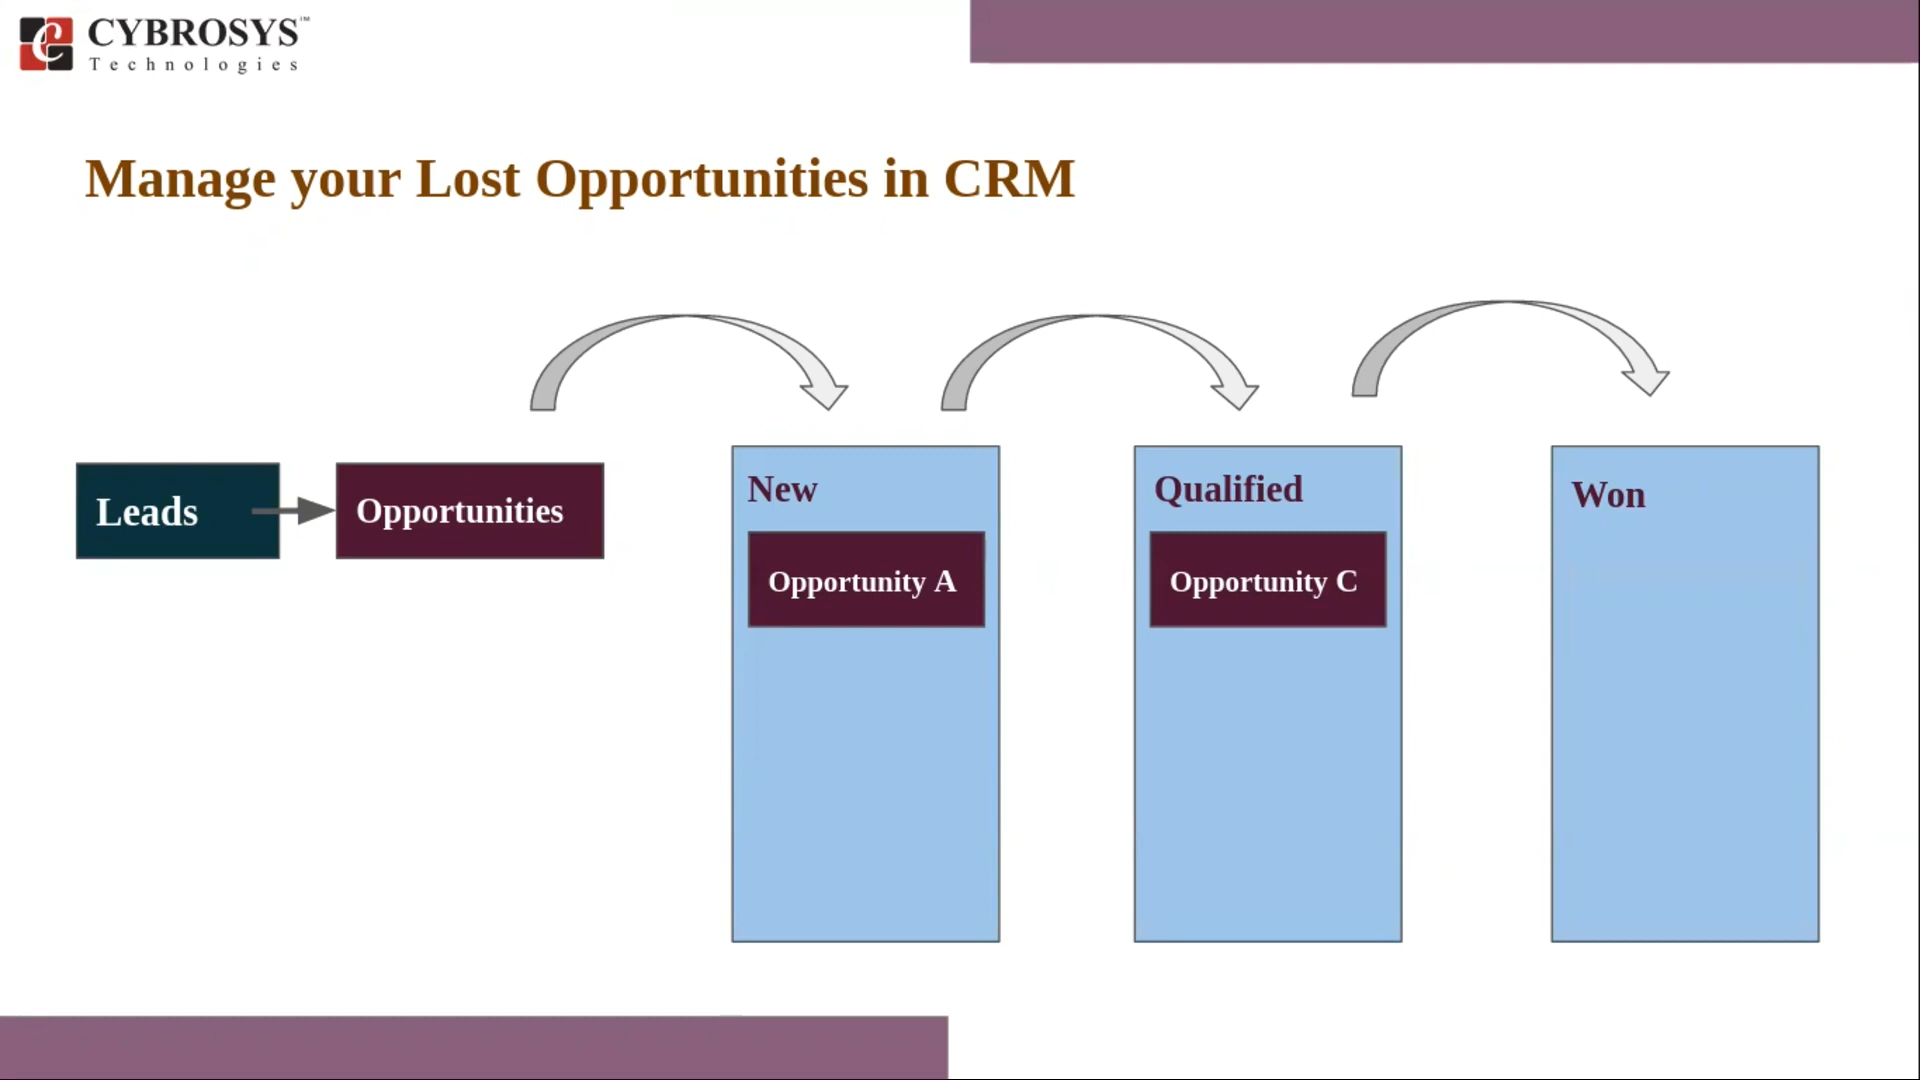 CYBROSYS™
Technologies
Manage your Lost Opportunities in CRM
Leads
Opportunities
New
Opportunity A
Qualified
Opportunity C
Won